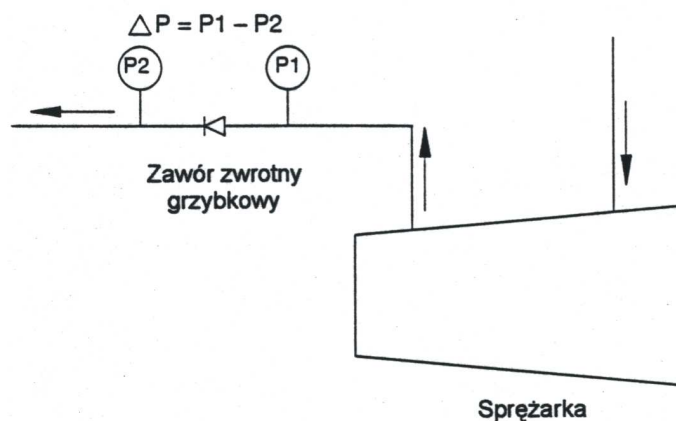 △ P = P1 – P2
P2
P1
Zawór zwrotny
grzybkowy
Sprężarka